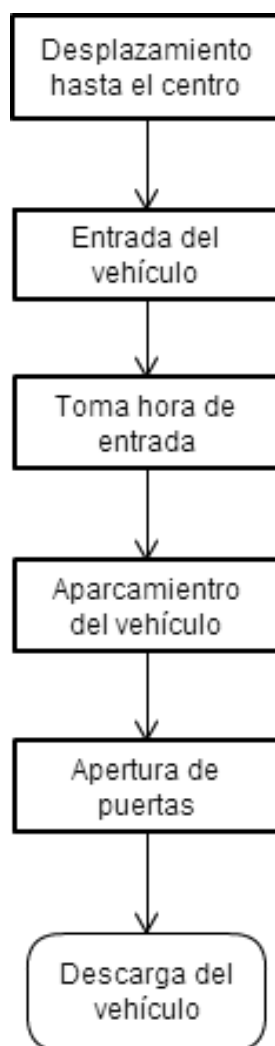 Desplazamiento
hasta el centro
Entrada del
vehículo
Toma hora de
entrada
Aparcamientro
del vehículo
Apertura de
puertas
Descarga del
vehículo